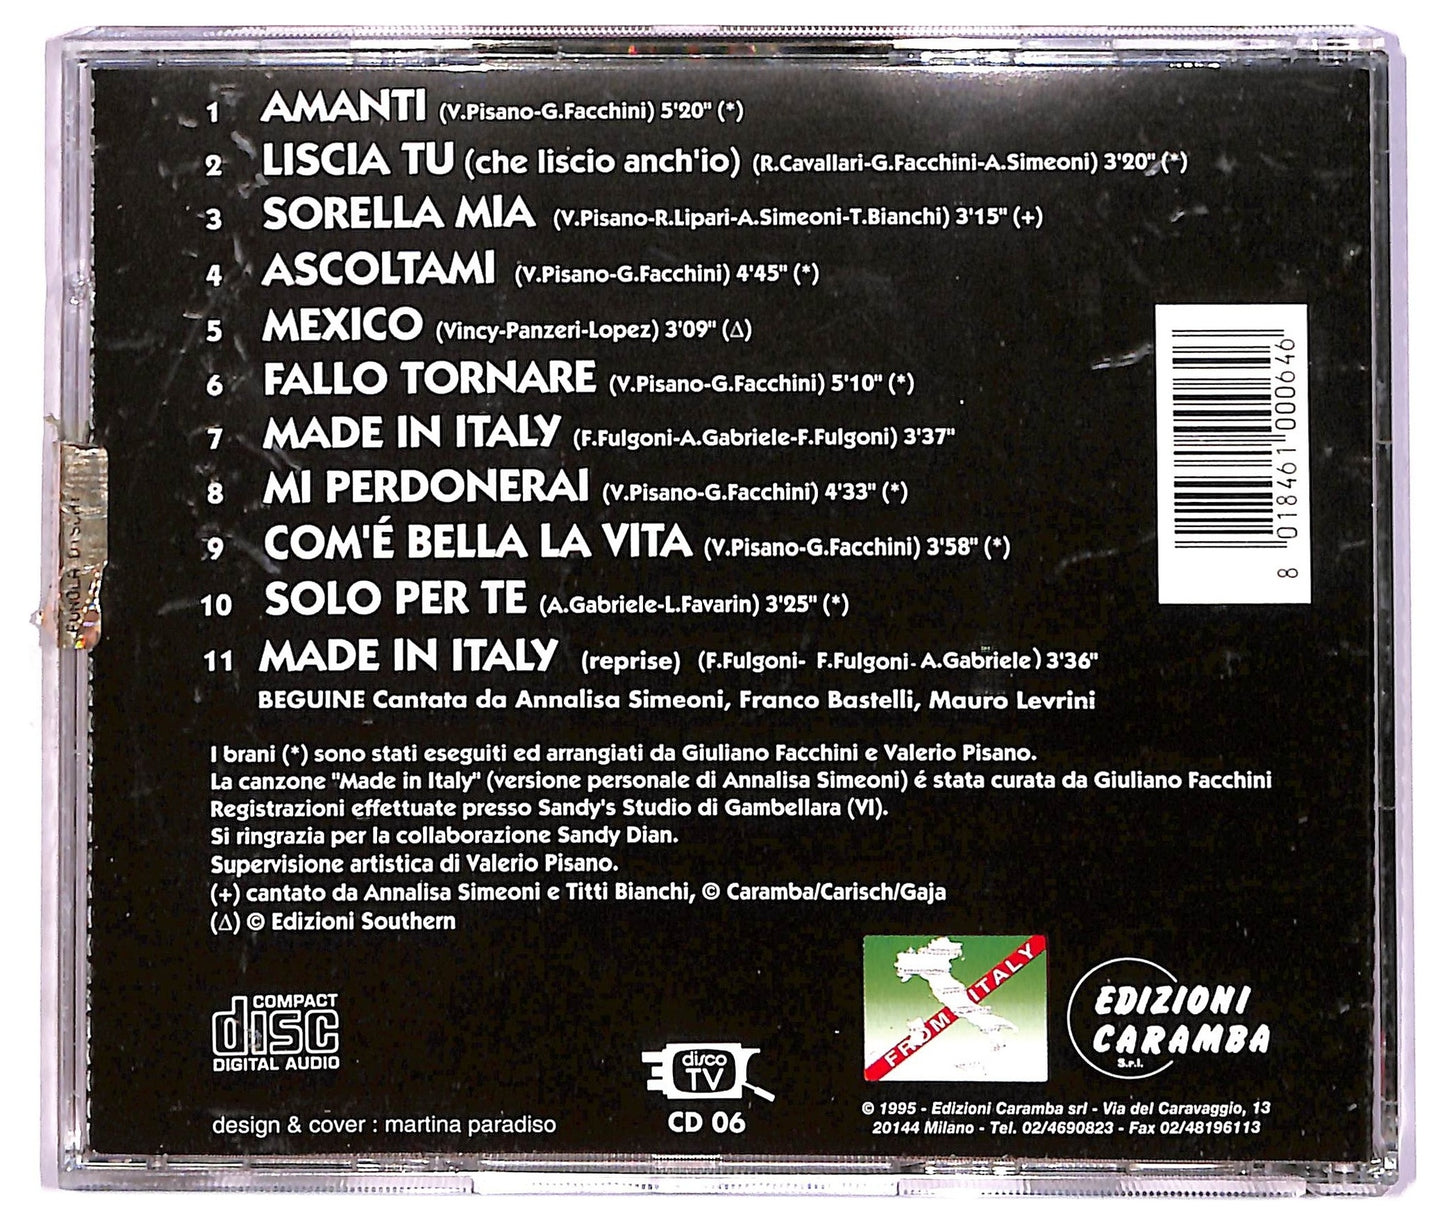 1 AMANTI (V.Pisano-G.Facchini) 5'20" (*)
2 LISCIA TU (che liscio anch'io) (R.Cavallari-G.Facchini-A.Simeoni) 3'20" (*)
3 SORELLA MIA (V.Pisano-R.Lipari-A.Simeoni-T.Bianchi) 3'15" (+)
4 ASCOLTAMI (V.Pisano-G.Facchini) 4'45" (*)
5 MEXICO (Vincy-Panzeri-Lopez) 3'09" (∆)
6 FALLO TORNARE (V.Pisano-G.Facchini) 5'10" (*)
7 MADE IN ITALY (F.Fulgoni-A.Gabriele-F.Fulgoni) 3'37"
8 MI PERDONERAI (V.Pisano-G.Facchini) 4'33" (*)
9 COM'É BELLA LA VITA (V.Pisano-G.Facchini) 3'58" (*)
10 SOLO PER TE (A.Gabriele-L.Favarin) 3'25" (*)
11 MADE IN ITALY (reprise) (F.Fulgoni- F.Fulgoni- A.Gabriele) 3'36"
BEGUINE Cantata da Annalisa Simeoni, Franco Bastelli, Mauro Levrini
I brani (*) sono stati eseguiti ed arrangiati da Giuliano Facchini e Valerio Pisano.
La canzone "Made in Italy" (versione personale di Annalisa Simeoni) é stata curata da Giuliano Facchini
Registrazioni effettuate presso Sandy's Studio di Gambellara (VI).
Si ringrazia per la collaborazione Sandy Dian.
Supervisione artistica di Valerio Pisano.
(+) cantato da Annalisa Simeoni e Titti Bianchi, © Caramba/Carisch/Gaja
(∆) © Edizioni Southern
8 018461 000646
COMPACT
disc
DIGITAL AUDIO
design & cover : martina paradiso
disco
TV
CD 06
FROM ITALY
EDIZIONI
CARAMBA
S.r.l.
© 1995 - Edizioni Caramba srl - Via del Caravaggio, 13
20144 Milano - Tel. 02/4690823 - Fax 02/48196113